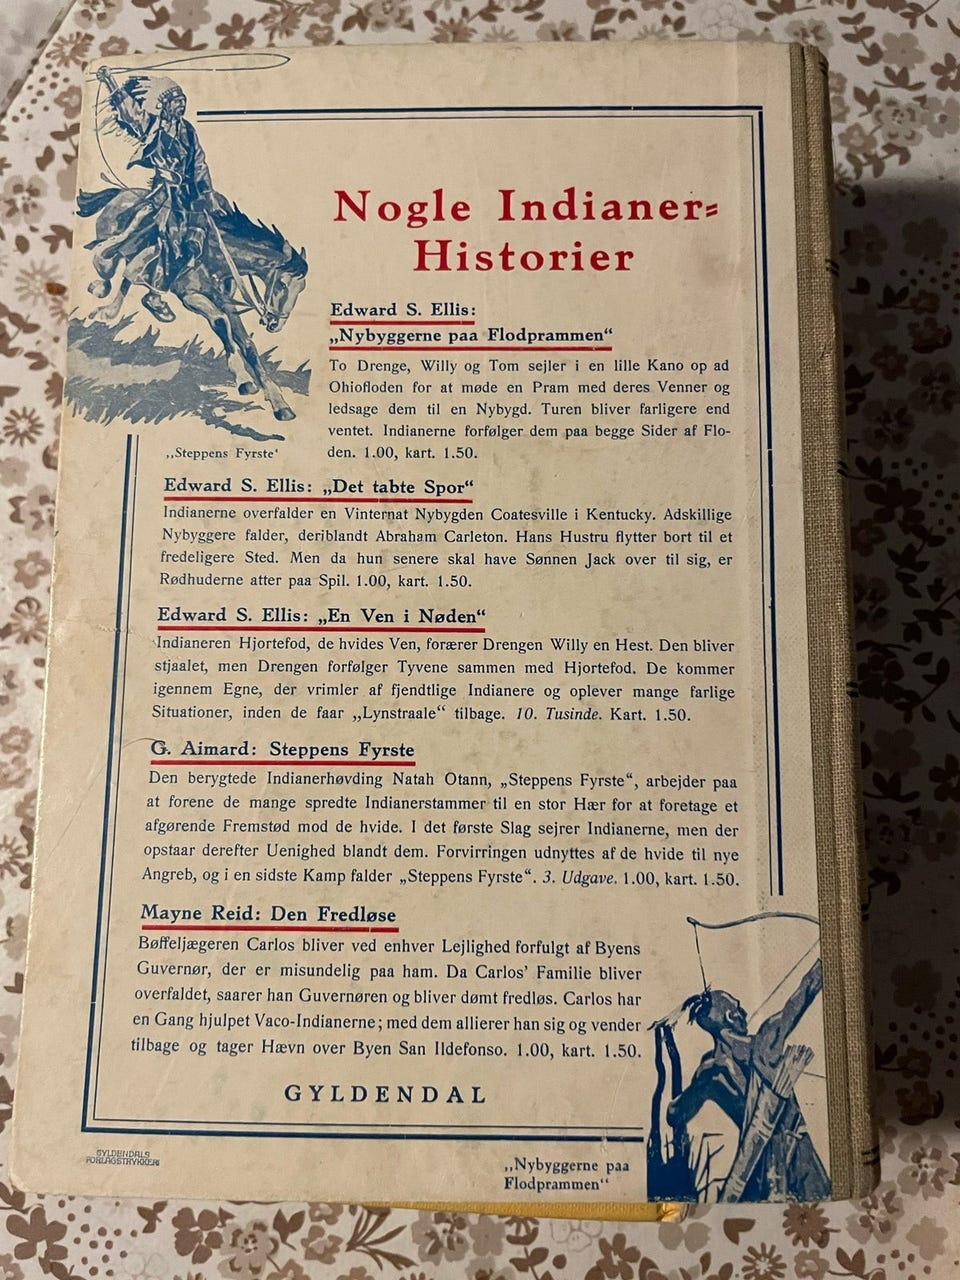 Nogle Indianer=
Historier
Edward S. Ellis:
„Nybyggerne paa Flodprammen“
To Drenge, Willy og Tom sejler i en lille Kano op ad
Ohiofloden for at møde en Pram med deres Venner og
ledsage dem til en Nybygd. Turen bliver farligere end
ventet. Indianerne forfølger dem paa begge Sider af Flo-
den. 1.00, kart. 1.50.
„Steppens Fyrste‘
Edward S. Ellis: „Det tabte Spor“
Indianerne overfalder en Vinternat Nybygden Coatesville i Kentucky. Adskillige
Nybyggere falder, deriblandt Abraham Carleton. Hans Hustru flytter bort til et
fredeligere Sted. Men da hun senere skal have Sønnen Jack over til sig, er
Rødhuderne atter paa Spil. 1.00, kart. 1.50.
Edward S. Ellis: „En Ven i Nøden“
Indianeren Hjortefod, de hvides Ven, forærer Drengen Willy en Hest. Den bliver
stjaalet, men Drengen forfølger Tyvene sammen med Hjortefod. De kommer
igennem Egne, der vrimler af fjendtlige Indianere og oplever mange farlige
Situationer, inden de faar „Lynstraale“ tilbage. 10. Tusinde. Kart. 1.50.
G. Aimard: Steppens Fyrste
Den berygtede Indianerhøvding Natah Otann, „Steppens Fyrste“, arbejder paa
at forene de mange spredte Indianerstammer til en stor Hær for at foretage et
afgørende Fremstød mod de hvide. I det første Slag sejrer Indianerne, men der
opstaar derefter Uenighed blandt dem. Forvirringen udnyttes af de hvide til nye
Angreb, og i en sidste Kamp falder „Steppens Fyrste“. 3. Udgave. 1.00, kart. 1.50.
Mayne Reid: Den Fredløse
Bøffeljægeren Carlos bliver ved enhver Lejlighed forfulgt af Byens
Guvernør, der er misundelig paa ham. Da Carlos’ Familie bliver
overfaldet, saarer han Guvernøren og bliver dømt fredløs. Carlos har
en Gang hjulpet Vaco-Indianerne; med dem allierer han sig og vender
tilbage og tager Hævn over Byen San Ildefonso. 1.00, kart. 1.50.
GYLDENDAL
GYLDENDALS
FORLAGSTRYKKERI
„Nybyggerne paa
Flodprammen“